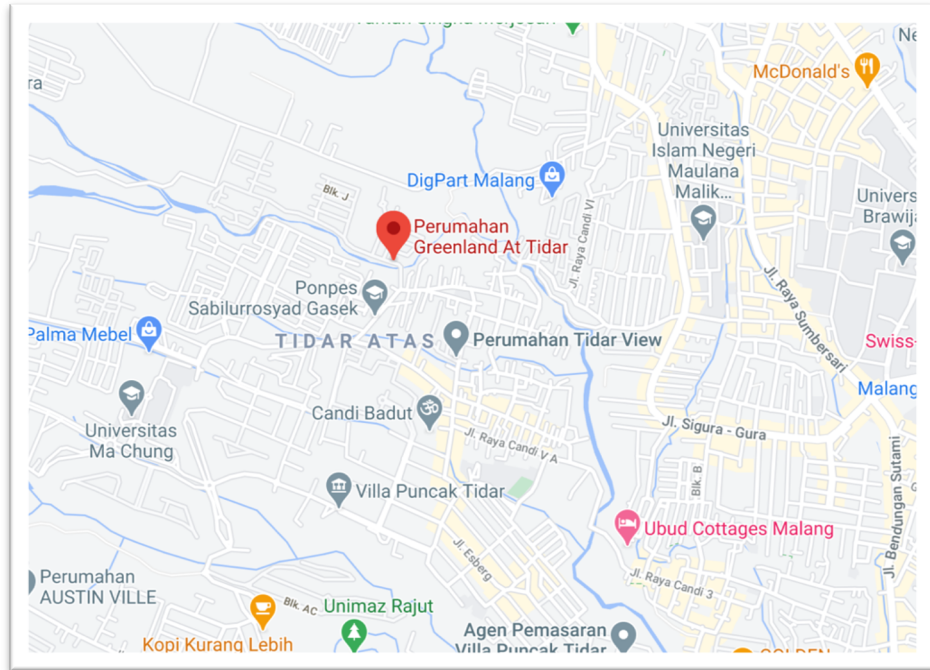 McDonald's
ra
Universitas
Islam Negeri
Maulana
Malik...
DigPart Malang
Blk. J
Univers
Brawija
Perumahan
Greenland At Tidar
Jl. Raya Candi VI
Ponpes
Sabilurrosyad Gasek
Jl. Raya Sumbersari
Palma Mebel
TIDAR ATAS
Perumahan Tidar View
Swiss-
Malang
Universitas
Ma Chung
Candi Badut
Jl. Raya Candi V A
Jl. Sigura - Gura
Blk. B
Jl. Bendungan Sutami
Villa Puncak Tidar
Ubud Cottages Malang
Jl. Esberg
Jl. Raya Candi 3
Perumahan
AUSTIN VILLE
Blk. AC
Unimaz Rajut
Kopi Kurang Lebih
Agen Pemasaran
Villa Puncak Tidar